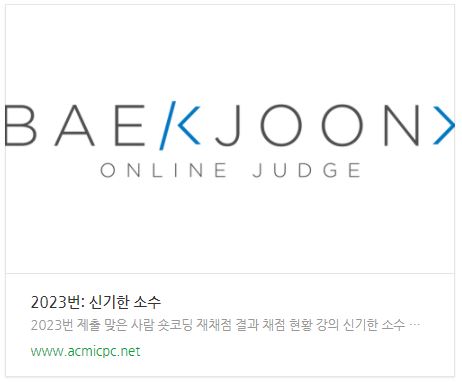 BAEKJOON>
ONLINE JUDGE
2023번: 신기한 소수
2023번 제출 맞은 사람 숏코딩 재채점 결과 채점 현황 강의 신기한 소수 ⋯
www.acmicpc.net